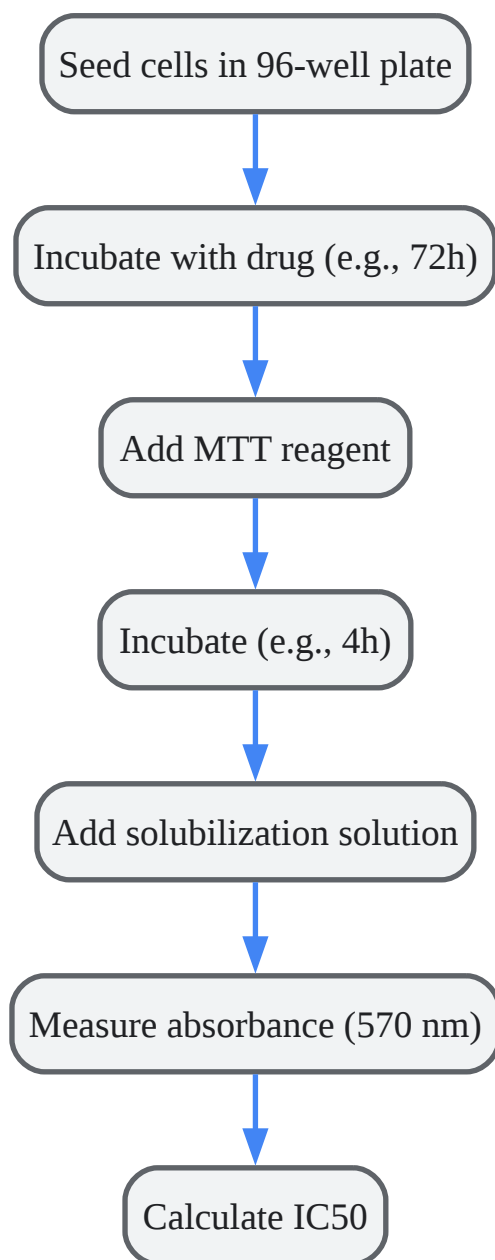 Seed cells in 96-well plate
Incubate with drug (e.g., 72h)
Add MTT reagent
Incubate (e.g., 4h)
Add solubilization solution
Measure absorbance (570 nm)
Calculate IC50